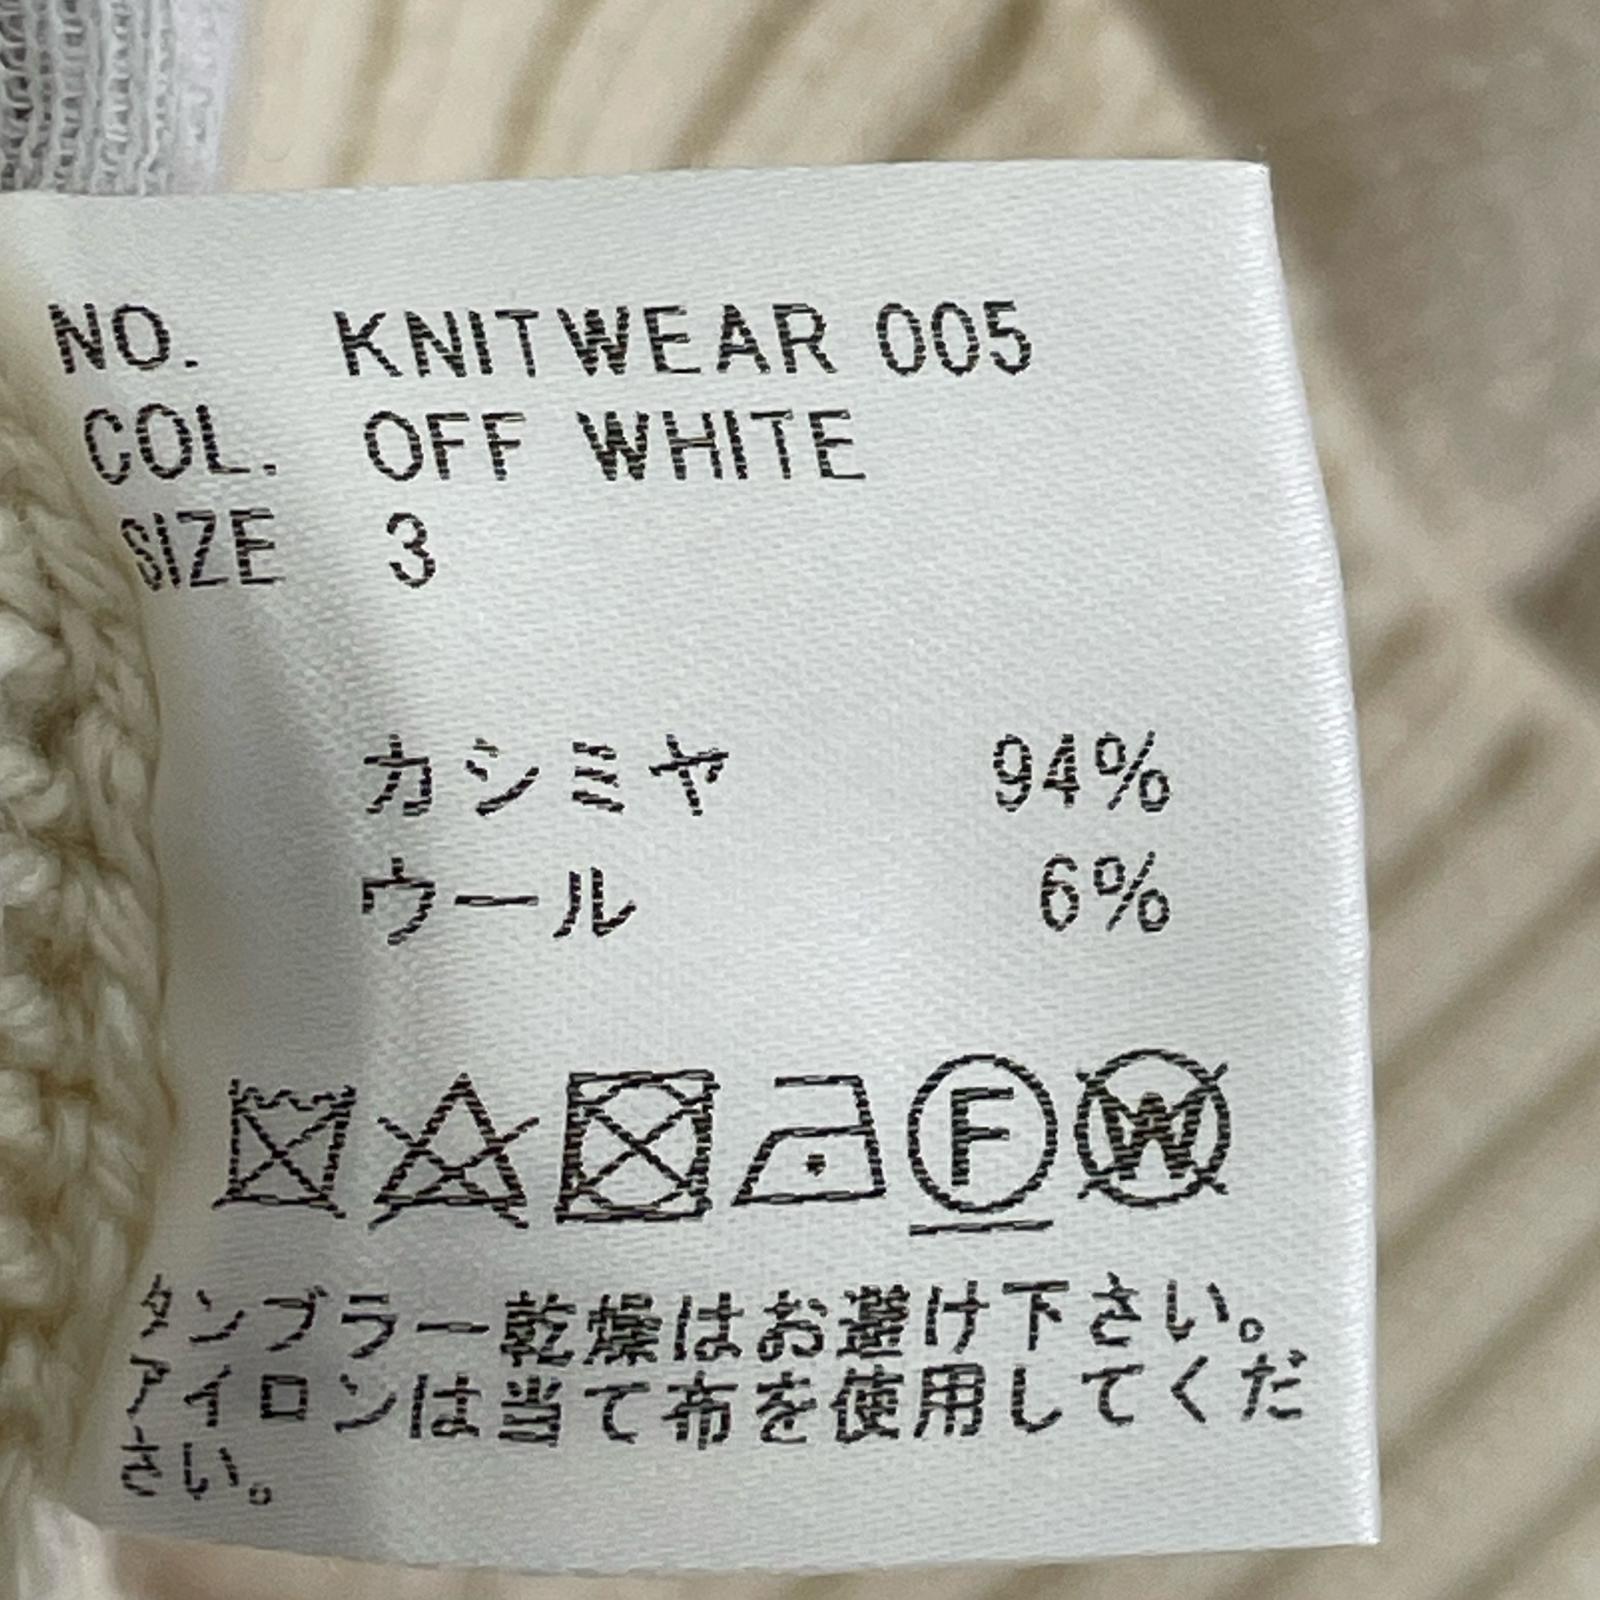 NO. KNITWEAR 005
COL. OFF WHITE
SIZE 3
カシミヤ 94%
ウール 6%
F W
タンブラー乾燥はお避け下さい。
アイロンは当て布を使用してくだ
さい。